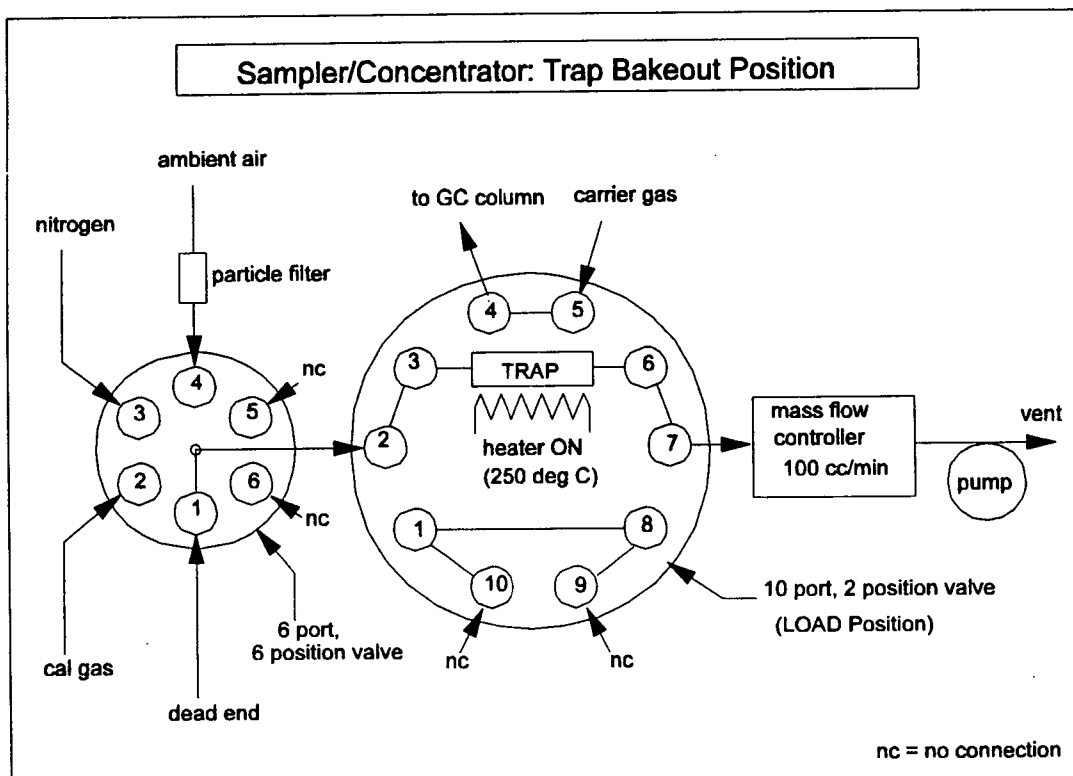 Sampler/Concentrator: Trap Bakeout Position
ambient air
to GC column
carrier gas
nitrogen
particle filter
nc
4
5
3
TRAP
6
4
3
5
2
heater ON
(250 deg C)
7
mass flow
controller
100 cc/min
vent
pump
2
1
6
nc
1
8
10
9
10 port, 2 position valve
(LOAD Position)
6 port,
6 position valve
nc
nc
cal gas
dead end
nc = no connection